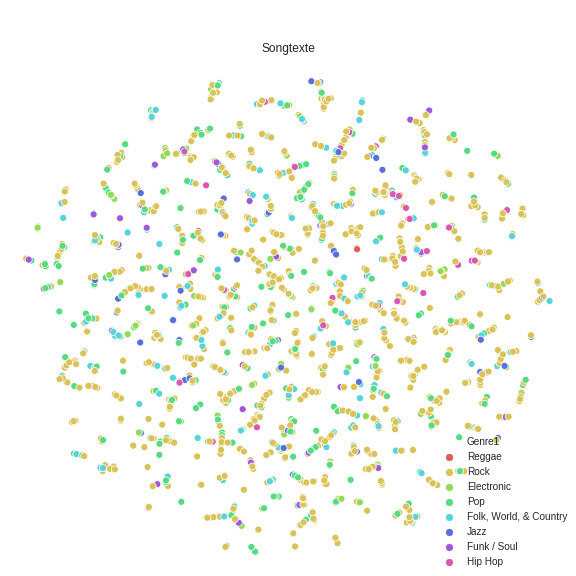 Songtexte
Genre1
Reggae
Rock
Electronic
Pop
Folk, World, & Country
Jazz
Funk / Soul
Hip Hop